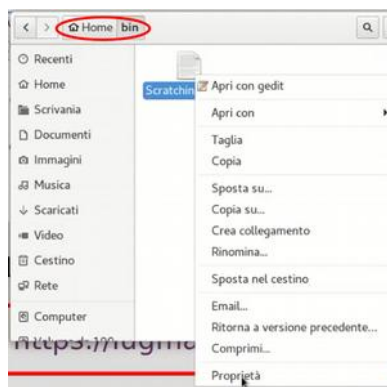 Home bin
Recenti
Home
Scrivania
Documenti
Immagini
Musica
Scaricati
Video
Cestino
Rete
Computer
Scratchin
Apri con gedit
Apri con
Taglia
Copia
Sposta su...
Copia su...
Crea collegamento
Rinomina...
Sposta nel cestino
Email...
Ritorna a versione precedente...
Comprimi...
Proprietà